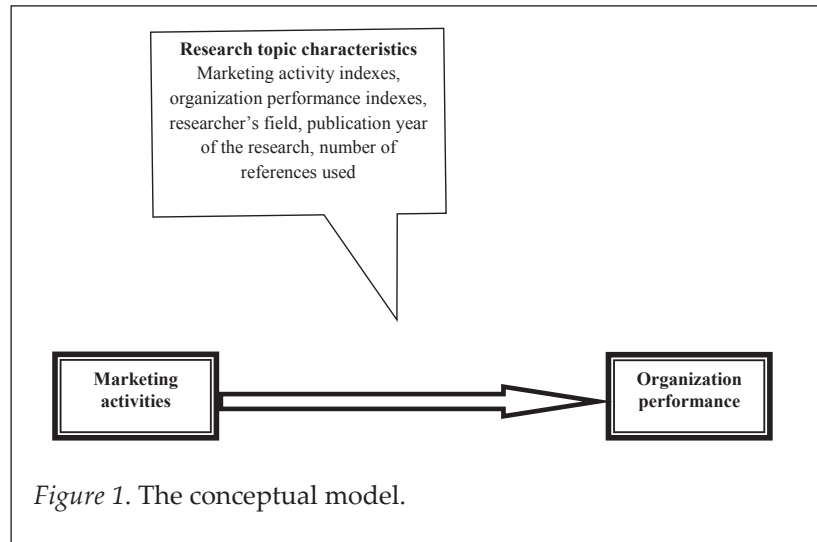 Research topic characteristics
Marketing activity indexes,
organization performance indexes,
researcher's field, publication year
of the research, number of
references used
Marketing
activities
Organization
performance
Figure 1. The conceptual model.